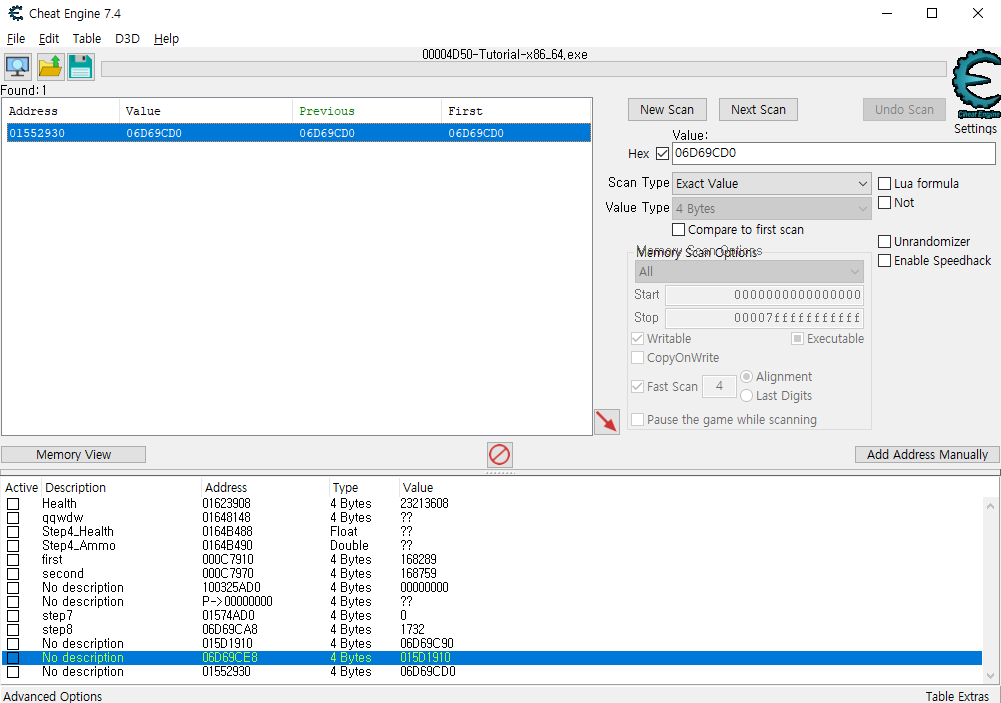 Cheat Engine 7.4
File Edit Table D3D Help
00004D50-Tutorial-x86_64.exe
Found: 1
Address Value Previous First
01552930 06D69CD0 06D69CD0 06D69CD0
New Scan Next Scan Undo Scan
Cheat Engine
Settings
Value:
Hex 06D69CD0
Scan Type Exact Value Lua formula
Value Type 4 Bytes Not
Compare to first scan
Unrandomizer
Enable Speedhack
Memory Scan Options
Memory Scan Options
All
Start 0000000000000000
Stop 00007fffffffffff
Writable Executable
CopyOnWrite
Fast Scan 4 Alignment
Last Digits
Pause the game while scanning
Memory View Add Address Manually
Active Description Address Type Value
Health 01623908 4 Bytes 23213608
qqwdw 01648148 4 Bytes ??
Step4_Health 0164B488 Float ??
Step4_Ammo 0164B490 Double ??
first 000C7910 4 Bytes 168289
second 000C7970 4 Bytes 168759
No description 100325AD0 4 Bytes 00000000
No description P->00000000 4 Bytes ??
step7 01574AD0 4 Bytes 0
step8 06D69CA8 4 Bytes 1732
No description 015D1910 4 Bytes 06D69C90
No description 06D69CE8 4 Bytes 015D1910
No description 01552930 4 Bytes 06D69CD0
Advanced Options Table Extras